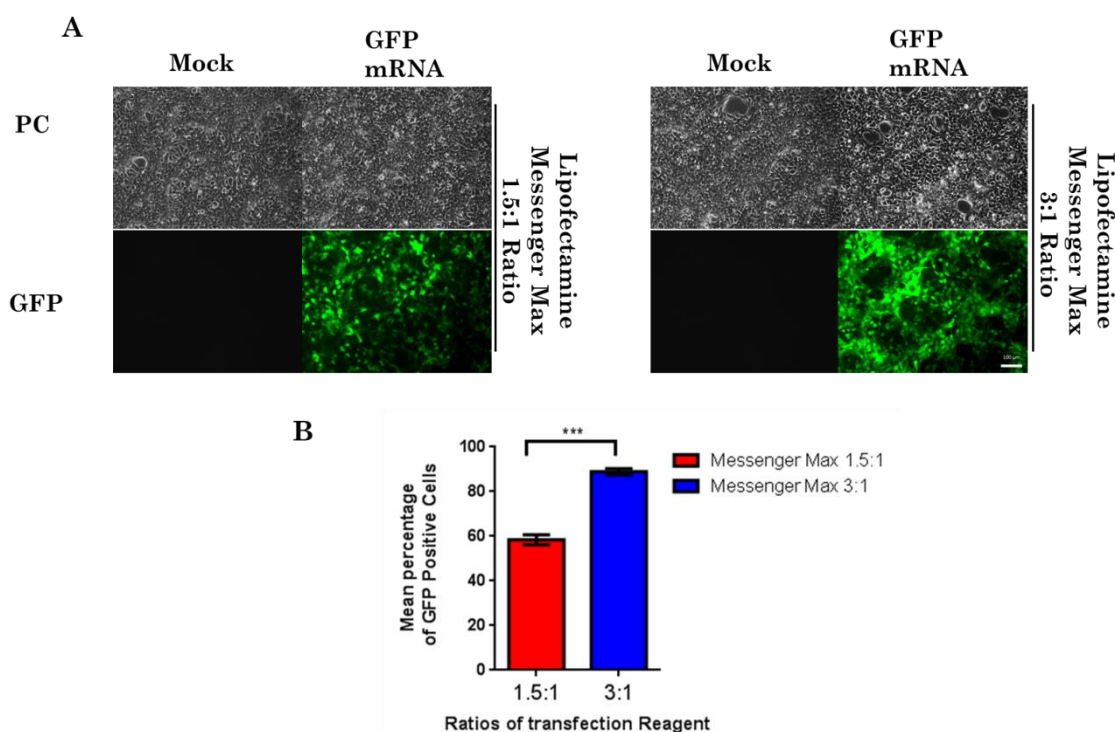 A
Mock
GFP
mRNA
Mock
GFP
mRNA
PC
GFP
Lipofectamine
Messenger Max
1.5:1 Ratio
Lipofectamine
Messenger Max
3:1 Ratio
100 µm
B
***
100
80
60
40
20
0
Mean percentage
of GFP Positive Cells
Messenger Max 1.5:1
Messenger Max 3:1
1.5:1
3:1
Ratios of transfection Reagent